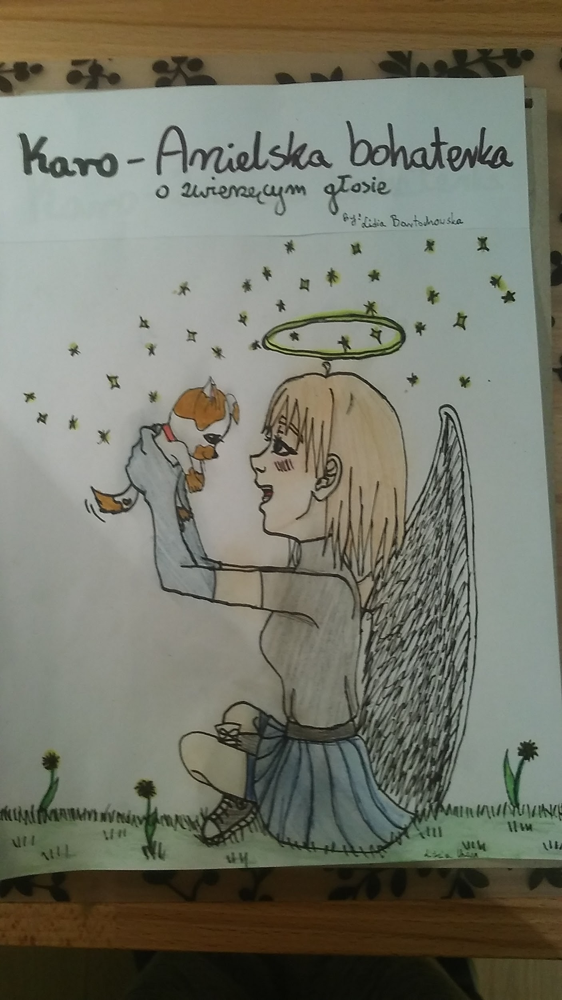 Karo - Anielska bohaterka
o zwierzęcym głosie
By: Lidia Bartochowska